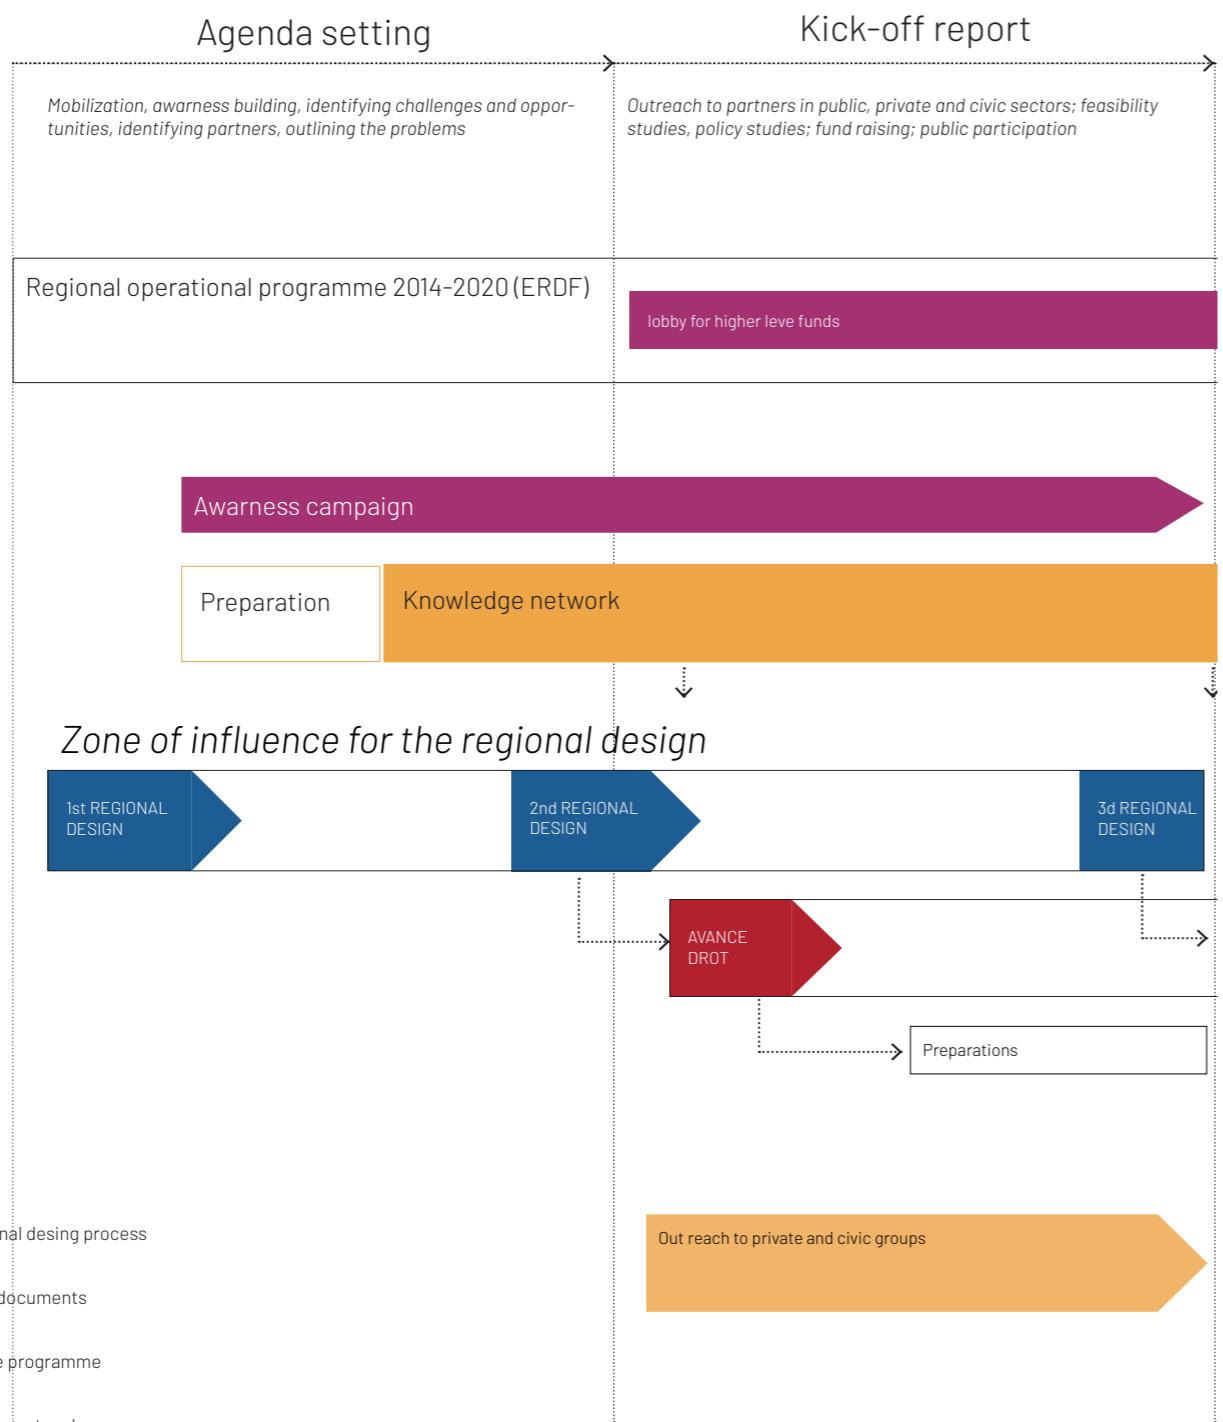 Agenda setting
Kick-off report
Mobilization, awarness building, identifying challenges and oppor-
tunities, identifying partners, outlining the problems
Outreach to partners in public, private and civic sectors; feasibility
studies, policy studies; fund raising; public participation
Regional operational programme 2014-2020 (ERDF)
lobby for higher leve funds
Awarness campaign
Preparation
Knowledge network
Zone of influence for the regional design
1st REGIONAL
DESIGN
2nd REGIONAL
DESIGN
3d REGIONAL
DESIGN
AVANCE
DROT
Preparations
Out reach to private and civic groups
desing process
documents
programme